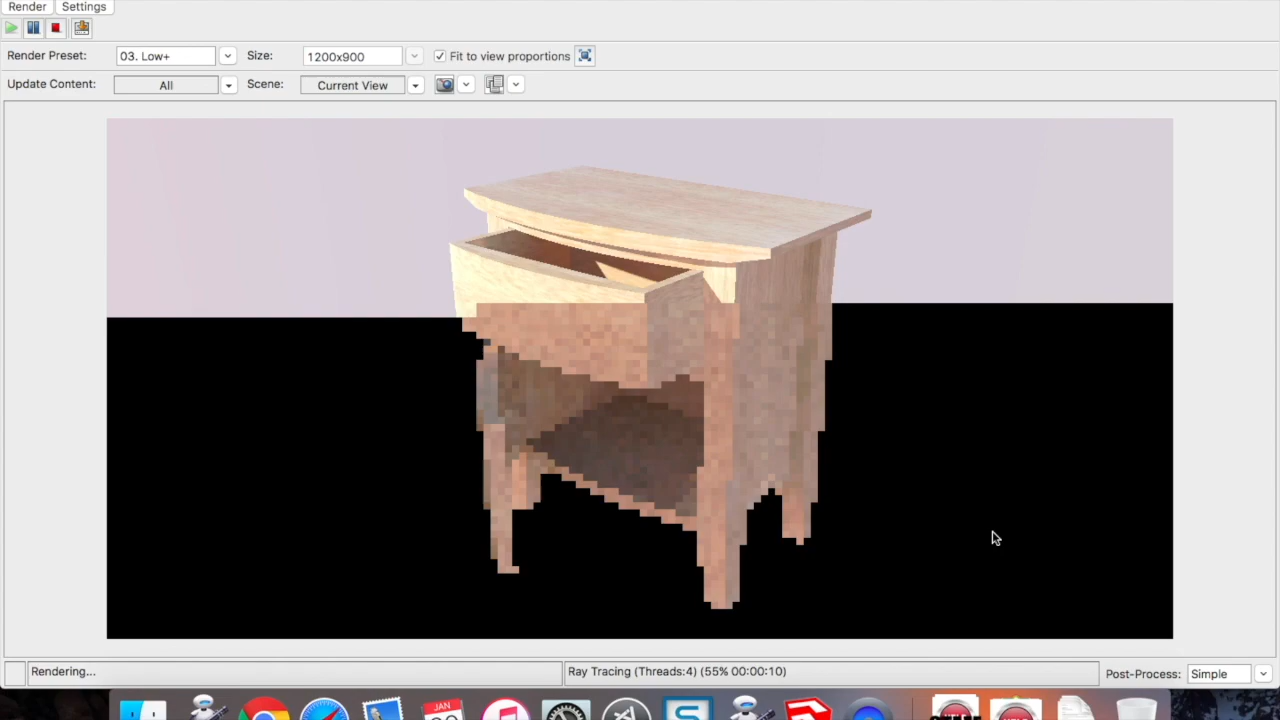 Render Settings
Render Preset: 03. Low+ Size: 1200x900 Fit to view proportions
Update Content: All Scene: Current View
Rendering... Ray Tracing (Threads:4) (55% 00:00:10) Post-Process: Simple
JAN